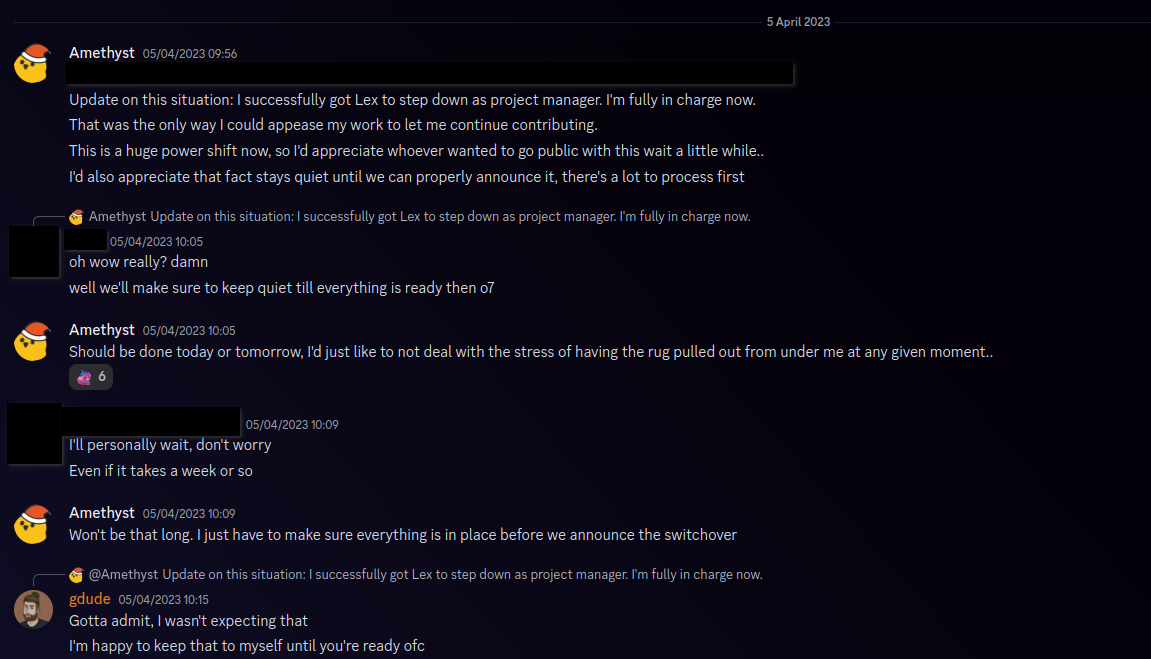 5 April 2023
Amethyst 05/04/2023 09:56
Update on this situation: I successfully got Lex to step down as project manager. I'm fully in charge now.
That was the only way I could appease my work to let me continue contributing.
This is a huge power shift now, so I'd appreciate whoever wanted to go public with this wait a little while..
I'd also appreciate that fact stays quiet until we can properly announce it, there's a lot to process first
Amethyst Update on this situation: I successfully got Lex to step down as project manager. I'm fully in charge now.
05/04/2023 10:05
oh wow really? damn
well we'll make sure to keep quiet till everything is ready then o7
Amethyst 05/04/2023 10:05
Should be done today or tomorrow, I'd just like to not deal with the stress of having the rug pulled out from under me at any given moment..
6
05/04/2023 10:09
I'll personally wait, don't worry
Even if it takes a week or so
Amethyst 05/04/2023 10:09
Won't be that long. I just have to make sure everything is in place before we announce the switchover
@Amethyst Update on this situation: I successfully got Lex to step down as project manager. I'm fully in charge now.
gdude 05/04/2023 10:15
Gotta admit, I wasn't expecting that
I'm happy to keep that to myself until you're ready ofc